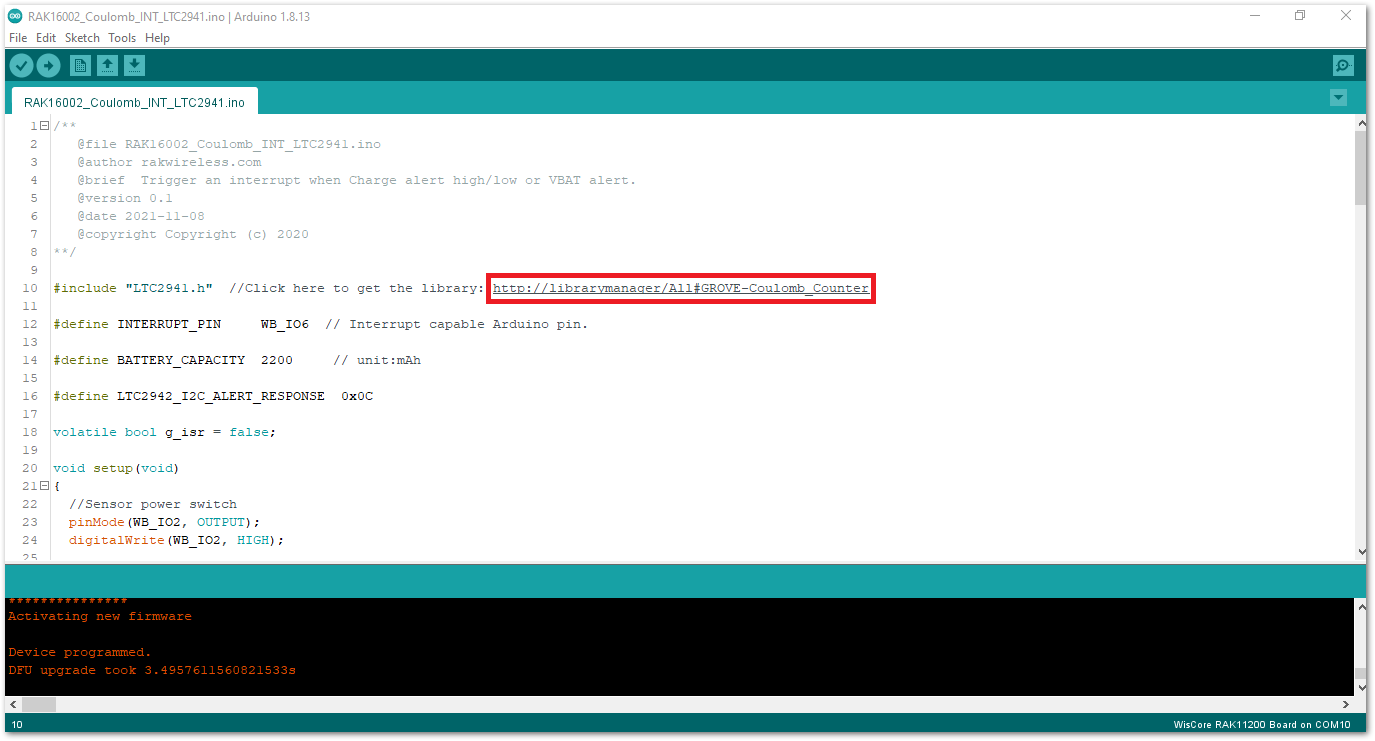 RAK16002_Coulomb_INT_LTC2941.ino | Arduino 1.8.13
File Edit Sketch Tools Help
RAK16002_Coulomb_INT_LTC2941.ino
1 /**
2 @file RAK16002_Coulomb_INT_LTC2941.ino
3 @author rakwireless.com
4 @brief  Trigger an interrupt when Charge alert high/low or VBAT alert.
5 @version 0.1
6 @date 2021-11-08
7 @copyright Copyright (c) 2020
8 **/
9
10 #include "LTC2941.h"  //Click here to get the library: http://librarymanager/All#GROVE-Coulomb_Counter
11
12 #define INTERRUPT_PIN     WB_IO6  // Interrupt capable Arduino pin.
13
14 #define BATTERY_CAPACITY  2200     // unit:mAh
15
16 #define LTC2942_I2C_ALERT_RESPONSE  0x0C
17
18 volatile bool g_isr = false;
19
20 void setup(void)
21 {
22 //Sensor power switch
23 pinMode(WB_IO2, OUTPUT);
24 digitalWrite(WB_IO2, HIGH);
25
***************
Activating new firmware
Device programmed.
DFU upgrade took 3.4957611560821533s
10 WisCore RAK11200 Board on COM10